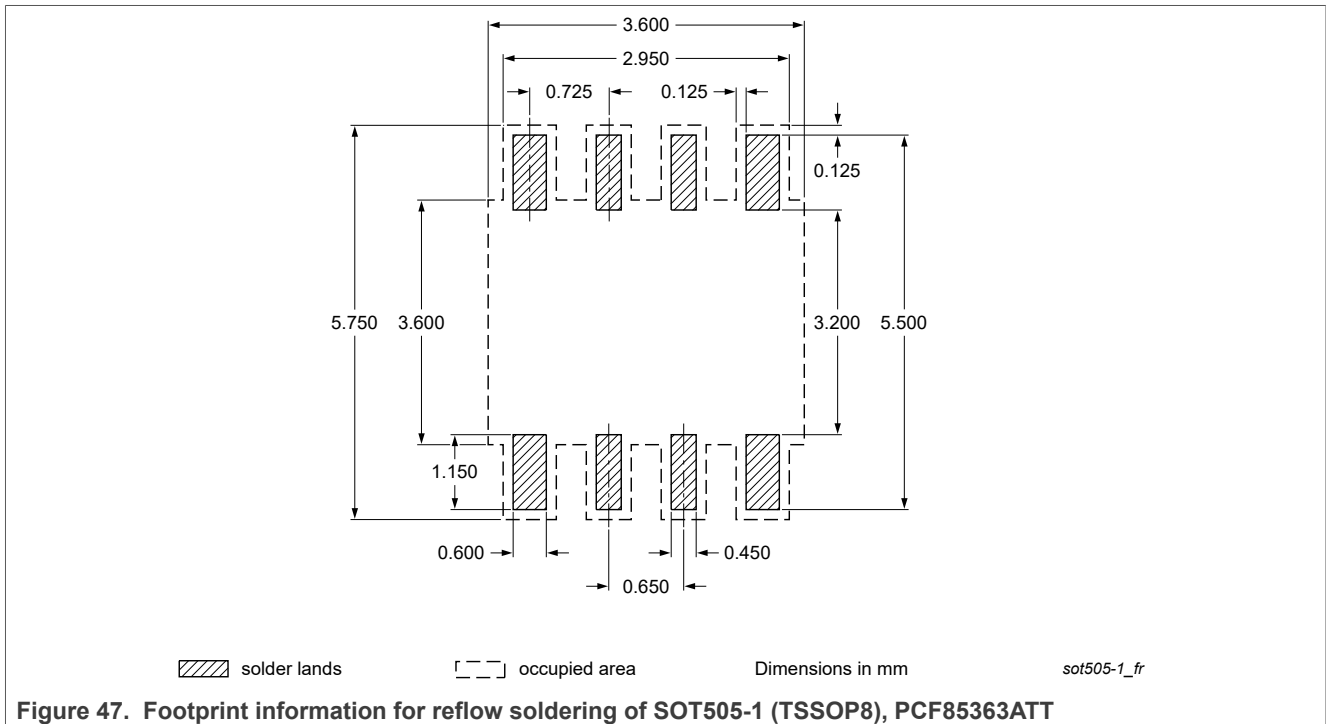 3.600
2.950
0.725 0.125
0.125
5.750 3.600 3.200 5.500
1.150
0.600 0.450
0.650
solder lands occupied area Dimensions in mm sot505-1_fr
Figure 47. Footprint information for reflow soldering of SOT505-1 (TSSOP8), PCF85363ATT